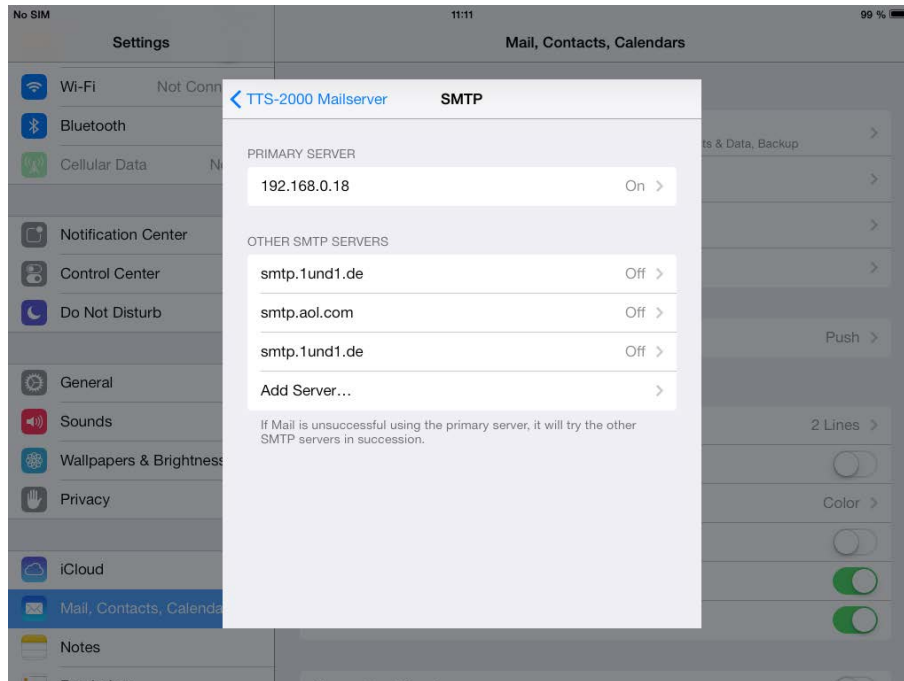 No SIM
11:11
99 %
Settings
Mail, Contacts, Calendars
Wi-Fi
Not Conn
Bluetooth
Cellular Data
Notification Center
Control Center
Do Not Disturb
General
Sounds
Wallpapers & Brightness
Privacy
iCloud
Mail, Contacts, Calenda
Notes
TTS-2000 Mailserver
SMTP
PRIMARY SERVER
192.168.0.18 On
OTHER SMTP SERVERS
smtp.1und1.de Off
smtp.aol.com Off
smtp.1und1.de Off
Add Server...
If Mail is unsuccessful using the primary server, it will try the other
SMTP servers in succession.
ts & Data, Backup
Push
2 Lines
Color